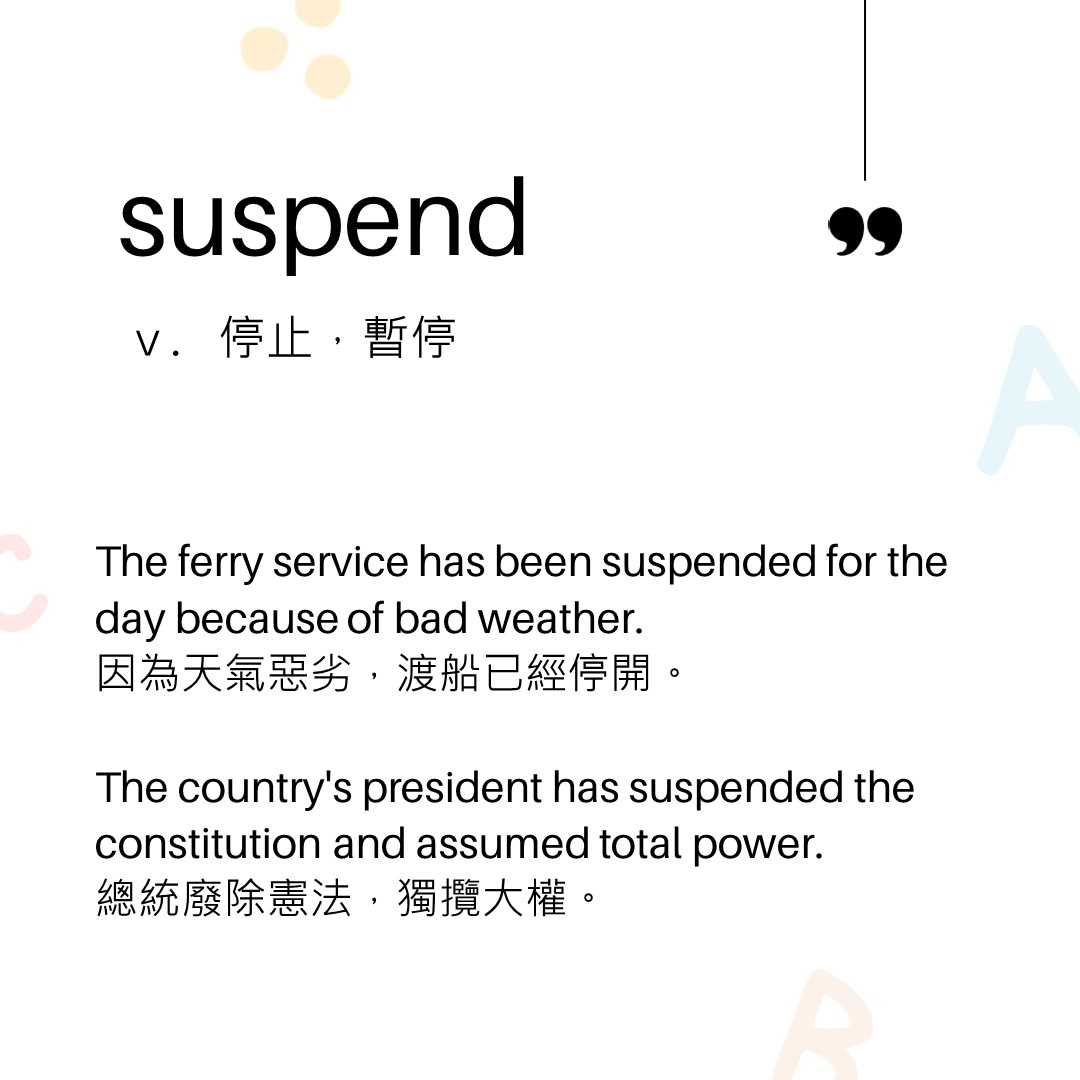 suspend
”
v. 停止，暫停
The ferry service has been suspended for the
day because of bad weather.
因為天氣惡劣，渡船已經停開。
The country's president has suspended the
constitution and assumed total power.
總統廢除憲法，獨攬大權。
A
C
B